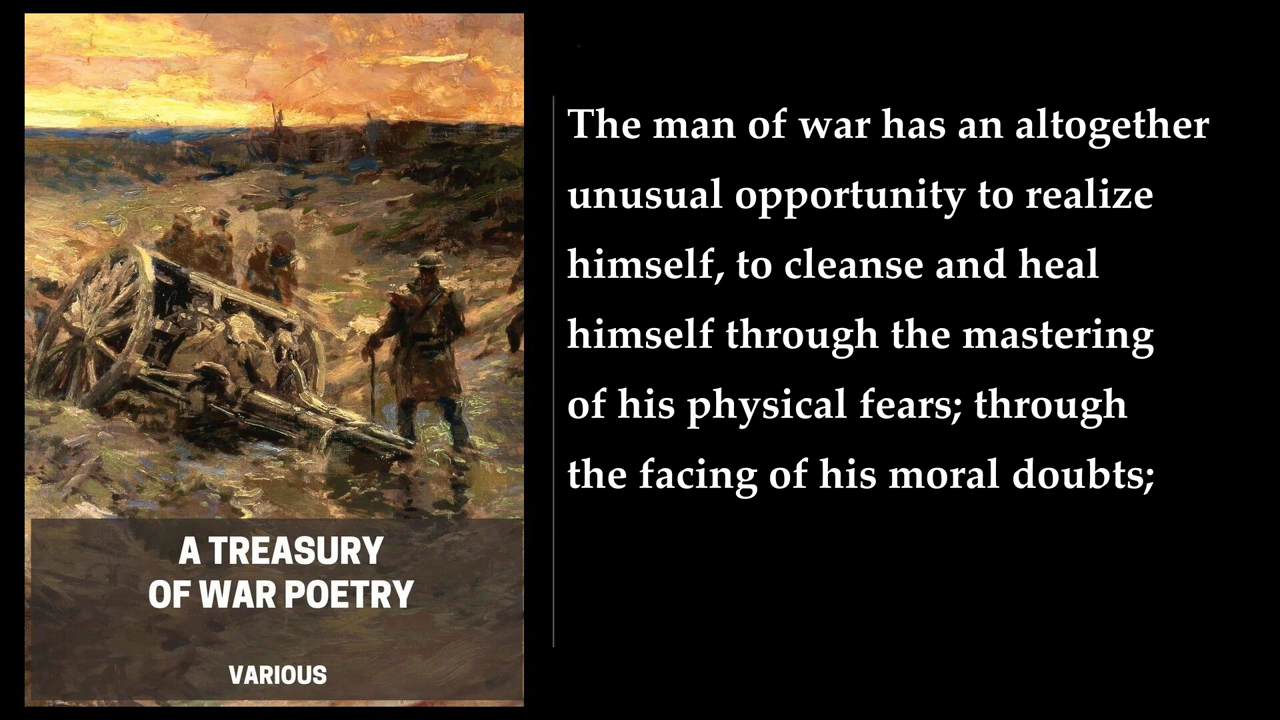 A TREASURY
OF WAR POETRY
VARIOUS
The man of war has an altogether
unusual opportunity to realize
himself, to cleanse and heal
himself through the mastering
of his physical fears; through
the facing of his moral doubts;